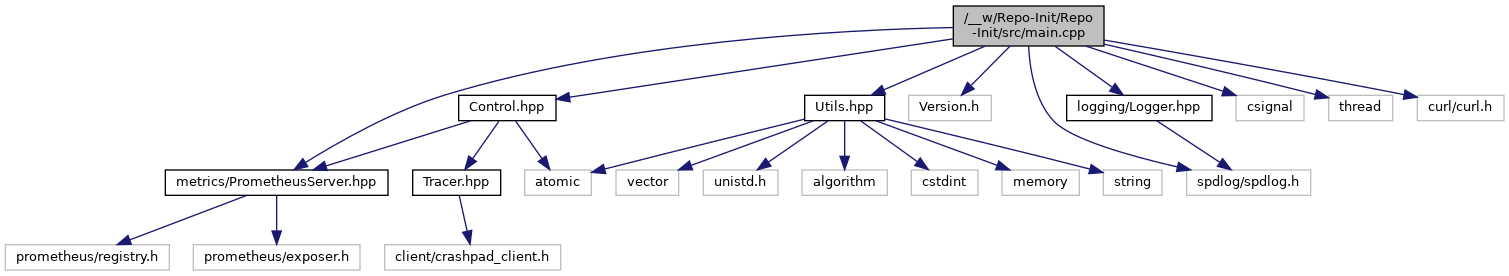 /__w/Repo-Init/Repo
-Init/src/main.cpp
Control.hpp
Utils.hpp
Version.h
logging/Logger.hpp
csignal
thread
curl/curl.h
metrics/PrometheusServer.hpp
Tracer.hpp
atomic
vector
unistd.h
algorithm
cstdint
memory
string
spdlog/spdlog.h
prometheus/registry.h
prometheus/exposer.h
client/crashpad_client.h